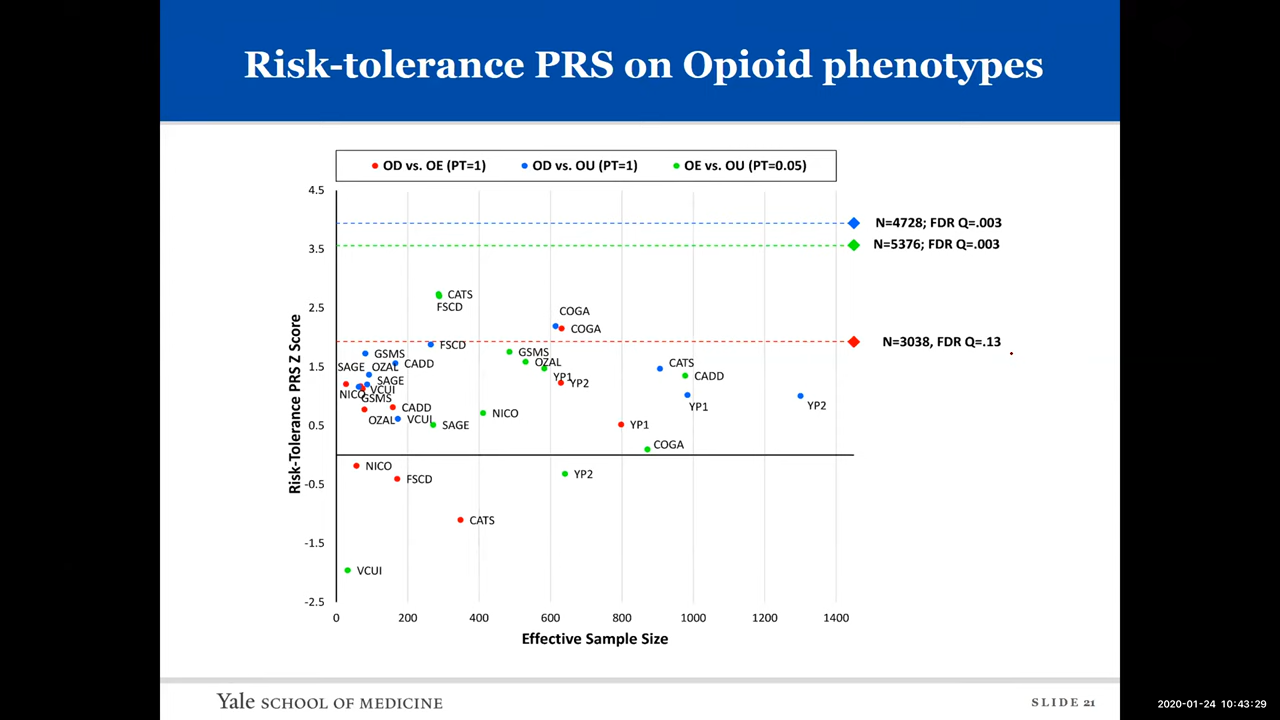 Risk-tolerance PRS on Opioid phenotypes
OD vs. OE (PT=1) OD vs. OU (PT=1) OE vs. OU (PT=0.05)
4.5
N=4728; FDR Q=.003
N=5376; FDR Q=.003
3.5
CATS
FSCD
2.5
COGA
COGA
N=3038, FDR Q=.13
FSCD
GSMS
GSMS
OZAL
CADD
SAGE
OZAL
1.5
CATS
CADD
YP1
YP2
SAGE
VCUI
NICO
GSMS
CADD
YP1
YP2
NICO
OZAL
VCUI
SAGE
YP1
0.5
COGA
NICO
FSCD
YP2
-0.5
CATS
-1.5
VCUI
-2.5
Risk-Tolerance PRS Z Score
0 200 400 600 800 1000 1200 1400
Effective Sample Size
Yale SCHOOL OF MEDICINE
SLIDE 21
2020-01-24 10:43:29